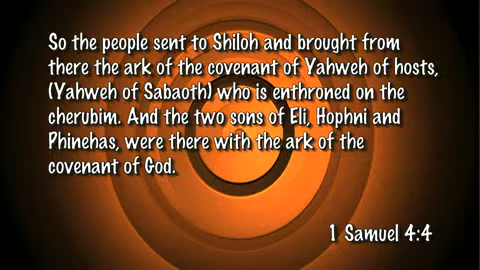 So the people sent to Shiloh and brought from
there the ark of the covenant of Yahweh of hosts,
(Yahweh of Sabaoth) who is enthroned on the
cherubim. And the two sons of Eli, Hophni and
Phinehas, were there with the ark of the
covenant of God.
1 Samuel 4:4